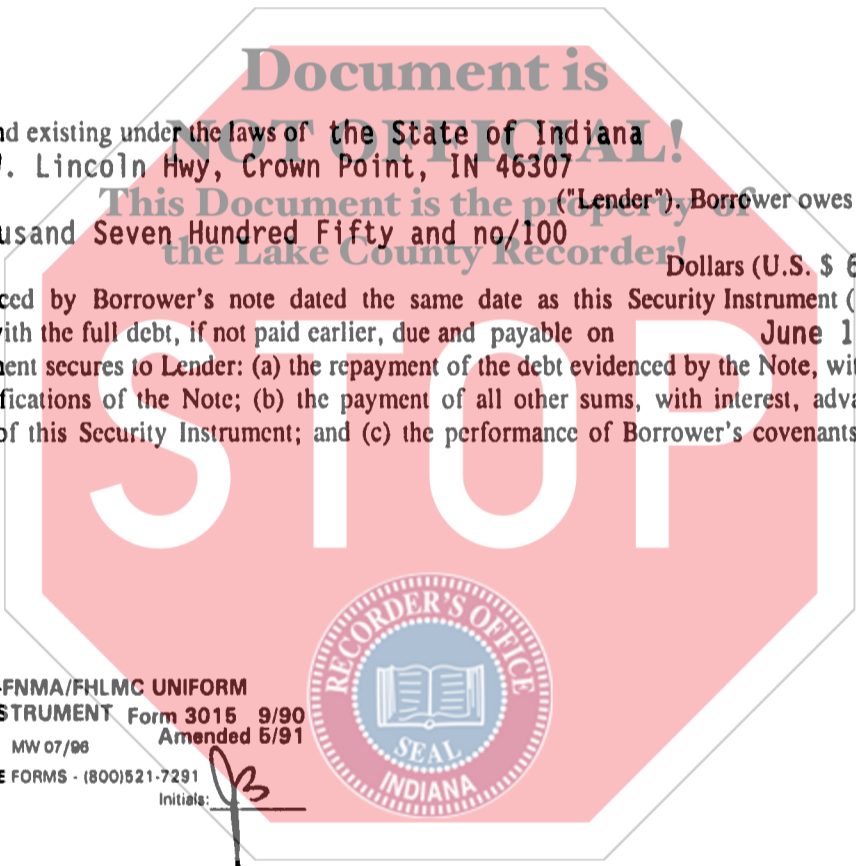 Document is
NOT OFFICIAL!
This Document is the property of
the Lake County Recorder!
STOP
nd existing under the laws of the State of Indiana
. Lincoln Hwy, Crown Point, IN 46307
("Lender"). Borrower owes
usand Seven Hundred Fifty and no/100
Dollars (U.S. $ 6
ced by Borrower's note dated the same date as this Security Instrument (
ith the full debt, if not paid earlier, due and payable on June 1
ent secures to Lender: (a) the repayment of the debt evidenced by the Note, wit
fications of the Note; (b) the payment of all other sums, with interest, adva
of this Security Instrument; and (c) the performance of Borrower's covenants
-FNMA/FHLMC UNIFORM
STRUMENT Form 3015 9/90
Amended 5/91
MW 07/96
E FORMS - (800)521-7291
Initials: JB
RECORDER'S OFFICE
SEAL
INDIANA